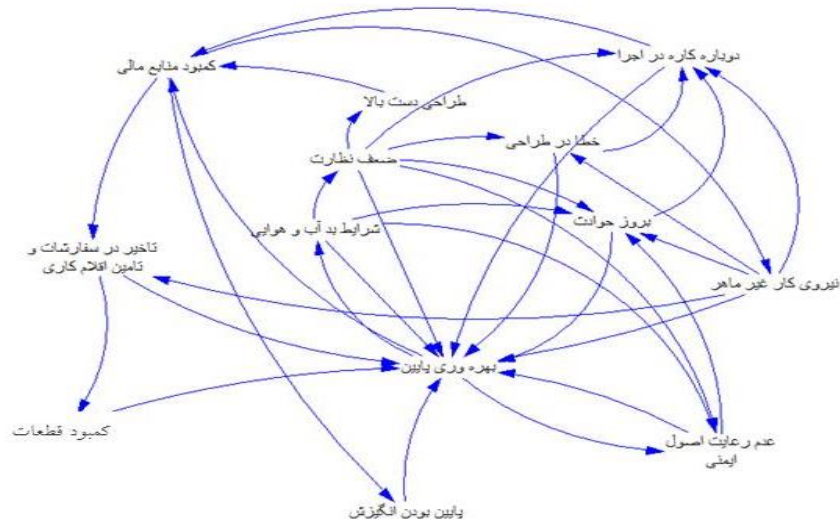 دوباره کاره در اجرا
کمبود منابع مالی
طراحی دست بالا
خطا در طراحی
ضعف نظارت
بروز حوادث
شرایط بد آب و هوایی
تاخیر در سفارشات و
تامین اقلام کاری
نیروی کار غیر ماهر
بهره وری پایین
کمبود قطعات
عدم رعایت اصول
ایمنی
پایین بودن انگیزش